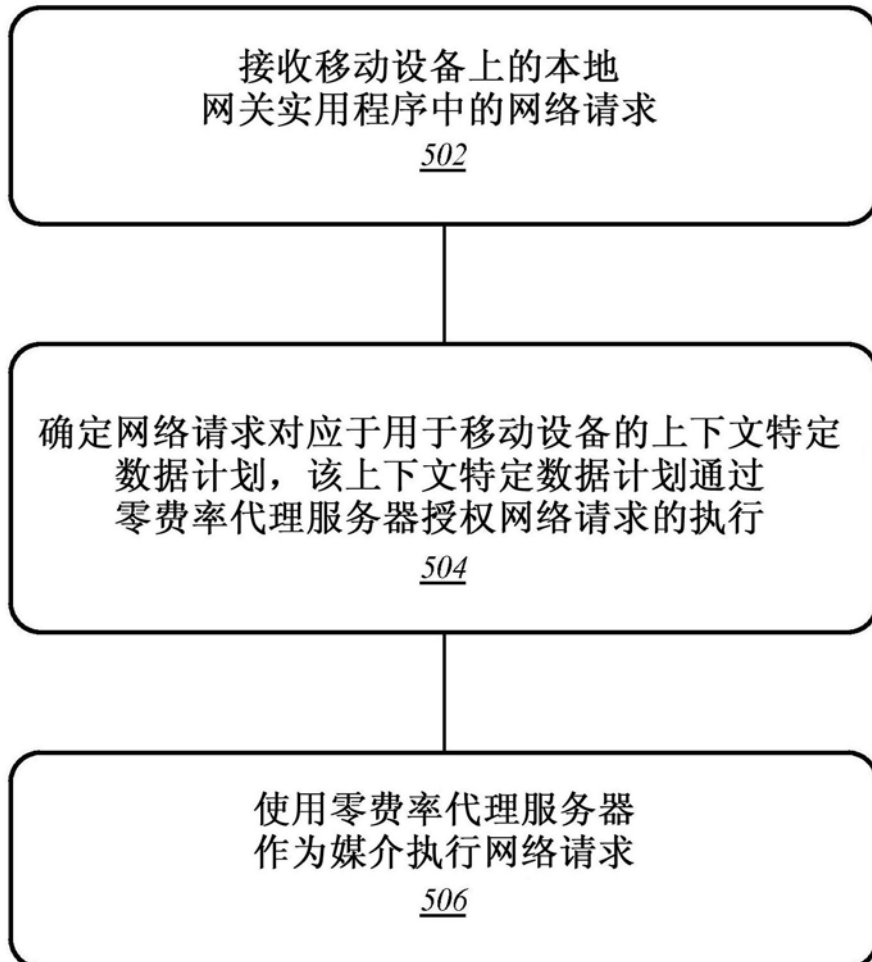 接收移动设备上的本地
网关实用程序中的网络请求
502
确定网络请求对应于用于移动设备的上下文特定
数据计划，该上下文特定数据计划通过
零费率代理服务器授权网络请求的执行
504
使用零费率代理服务器
作为媒介执行网络请求
506